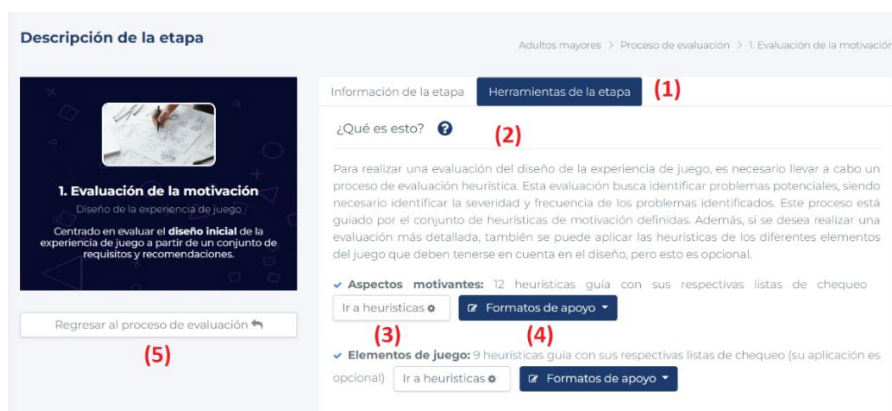 Descripción de la etapa
Adultos mayores > Proceso de evaluación > 1. Evaluación de la motivación
Información de la etapa
Herramientas de la etapa
(1)
¿Qué es esto?
(2)
Para realizar una evaluación del diseño de la experiencia de juego, es necesario llevar a cabo un
proceso de evaluación heurística. Esta evaluación busca identificar problemas potenciales, siendo
necesario identificar la severidad y frecuencia de los problemas identificados. Este proceso está
guiado por el conjunto de heurísticas de motivación definidas. Además, si se desea realizar una
evaluación más detallada, también se puede aplicar las heurísticas de los diferentes elementos
del juego que deben tenerse en cuenta en el diseño, pero esto es opcional.
1. Evaluación de la motivación
Diseño de la experiencia de juego
Centrado en evaluar el diseño inicial de la
experiencia de juego a partir de un conjunto de
requisitos y recomendaciones.
Regresar al proceso de evaluación
(5)
Aspectos motivantes: 12 heurísticas guía con sus respectivas listas de chequeo
Ir a heurísticas
Formatos de apoyo
(3)
(4)
Elementos de juego: 9 heurísticas guía con sus respectivas listas de chequeo (su aplicación es
opcional)
Ir a heurísticas
Formatos de apoyo